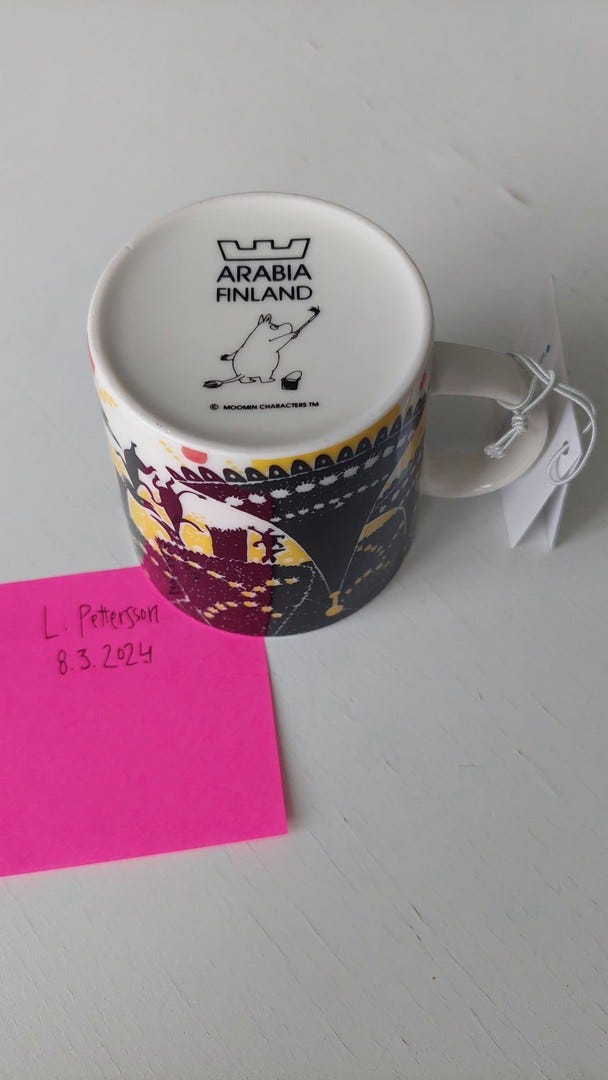 ARABIA
FINLAND
© MOOMIN CHARACTERS ™
L. Pettersson
8.3.2024